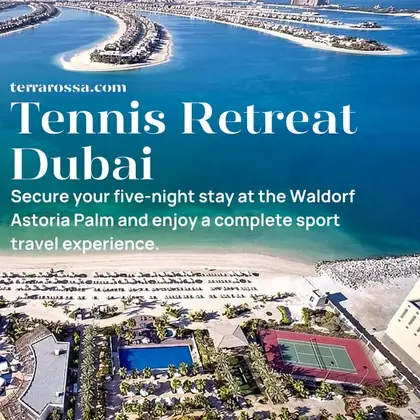 terrarossa.com
Tennis Retreat
Dubai
Secure your five-night stay at the Waldorf
Astoria Palm and enjoy a complete sport
travel experience.